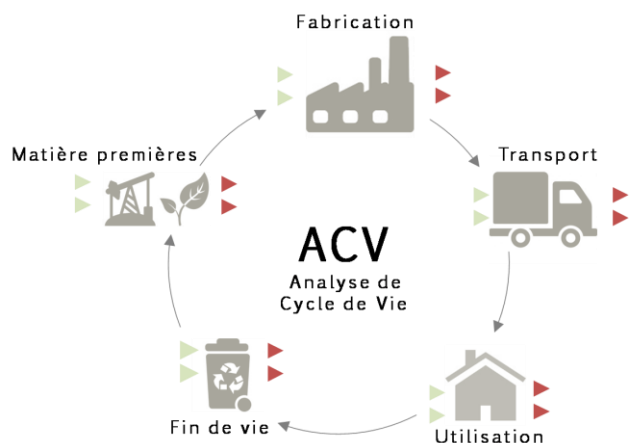 Fabrication
Matière premières
Transport
ACV
Analyse de
Cycle de Vie
Fin de vie
Utilisation